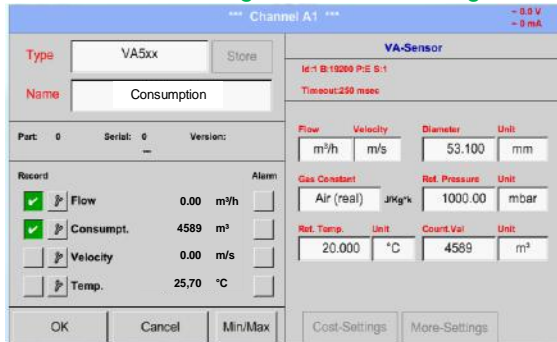 *** Channel A1 ***
~ 0.0 V
~ 0 mA
Type
VA5xx
Store
Name
Consumption
Part: 0 Serial: 0 Version:
Record
Alarm
Flow 0.00 m³/h
Consumpt. 4589 m³
Velocity 0.00 m/s
Temp. 25,70 °C
OK
Cancel
Min/Max
VA-Sensor
Id:1 B:19200 P:E S:1
Timeout:250 msec
Flow Velocity Diameter Unit
m³/h m/s 53.100 mm
Gas Constant Ref. Pressure Unit
Air (real) J/Kg*k 1000.00 mbar
Ref. Temp. Unit Count.Val Unit
20.000 °C 4589 m³
Cost-Settings
More-Settings